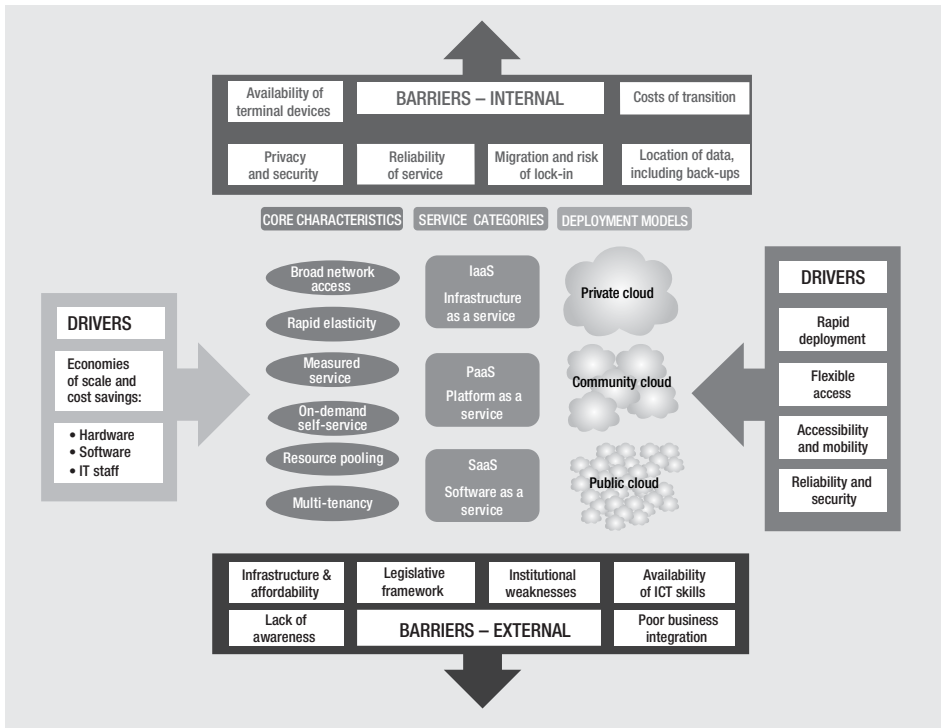 Availability of
terminal devices
BARRIERS – INTERNAL
Costs of transition
Privacy
and security
Reliability
of service
Migration and risk
of lock-in
Location of data,
including back-ups
CORE CHARACTERISTICS
SERVICE CATEGORIES
DEPLOYMENT MODELS
DRIVERS
Economies
of scale and
cost savings:
• Hardware
• Software
• IT staff
Broad network
access
Rapid elasticity
Measured
service
On-demand
self-service
Resource pooling
Multi-tenancy
IaaS
Infrastructure
as a service
PaaS
Platform as a
service
SaaS
Software as a
service
Private cloud
Community cloud
Public cloud
DRIVERS
Rapid
deployment
Flexible
access
Accessibility
and mobility
Reliability and
security
Infrastructure &
affordability
Legislative
framework
Institutional
weaknesses
Availability
of ICT skills
Lack of
awareness
BARRIERS – EXTERNAL
Poor business
integration